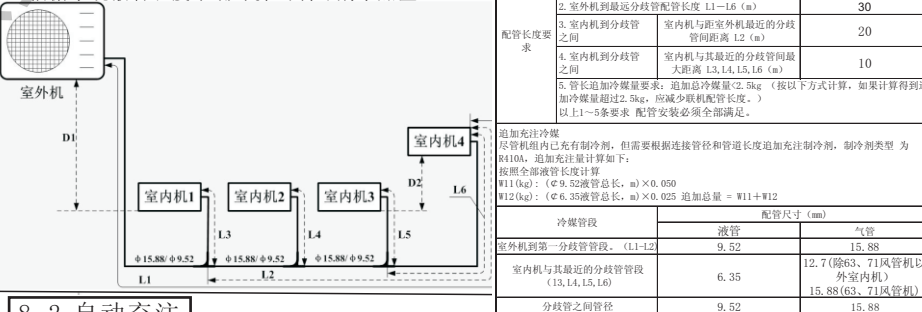 室外机
D1
室内机4
D2
L6
室内机1
室内机2
室内机3
L3
L4
L5
φ15.88/φ9.52
φ15.88/φ9.52
φ15.88/φ9.52
L1
L2
8.2 自动充注
配管长度要求
2.室外机到最远分歧管配管长度 L1-L6（m）
30
3.室内机到分歧管之间
室内机与距室外机最近的分歧管间距离 L2（m）
20
4.室内机到分歧管之间
室内机与其最近的分歧管间最大距离 L3,L4,L5,L6（m）
10
5.管长追加冷媒量要求：追加总冷媒量<2.5kg （按以下方式计算，如果计算得到
加冷媒量超过2.5kg，应减少联机配管长度。）
以上1～5条要求 配管安装必须全部满足。
追加充注冷媒
尽管机组内已充有制冷剂，但需要根据连接管径和管道长度追加充注制冷剂，制冷剂类型 为
R410A，追加充注量计算如下：
按照全部液管长度计算
W11(kg)：(¢9.52液管总长，m)×0.050
W12(kg)：(¢6.35液管总长，m)×0.025 追加总量 = W11+W12
冷媒管段
配管尺寸（mm）
液管
气管
室外机到第一分歧管管段。（L1-L2）
9.52
15.88
室内机与其最近的分歧管管段
（l3,L4,L5,L6）
6.35
12.7(除63、71风管机以
外室内机)
15.88(63、71风管机)
分歧管之间管径
9.52
15.88